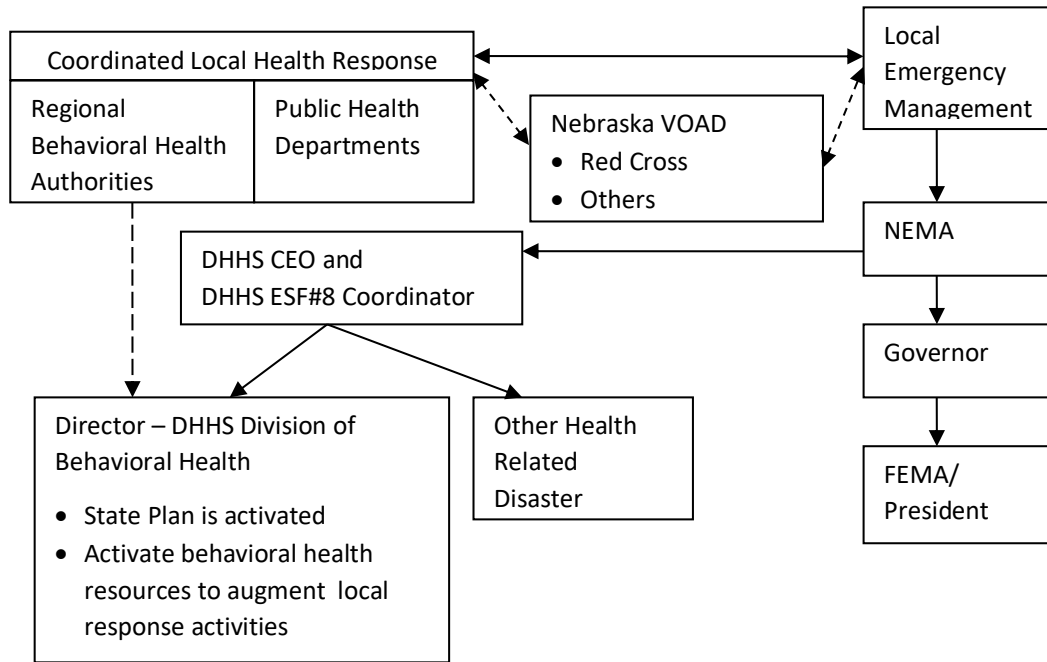 Coordinated Local Health Response
Regional
Behavioral Health
Authorities
Public Health
Departments
Nebraska VOAD
• Red Cross
• Others
Local
Emergency
Management
NEMA
DHHS CEO and
DHHS ESF#8 Coordinator
Governor
Director – DHHS Division of
Behavioral Health
• State Plan is activated
• Activate behavioral health
resources to augment local
response activities
Other Health
Related
Disaster
FEMA/
President